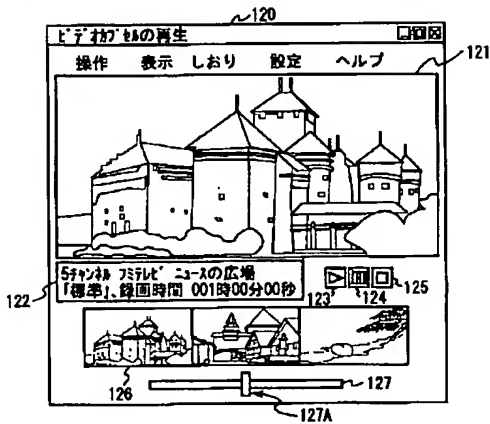 120
ビデオカプセルの再生
操作 表示 しおり 設定 ヘルプ
121
5チャンネル フミテレビ ニュースの広場
「標準」、録画時間 001時00分00秒
122
123 124 125
126
127
127A